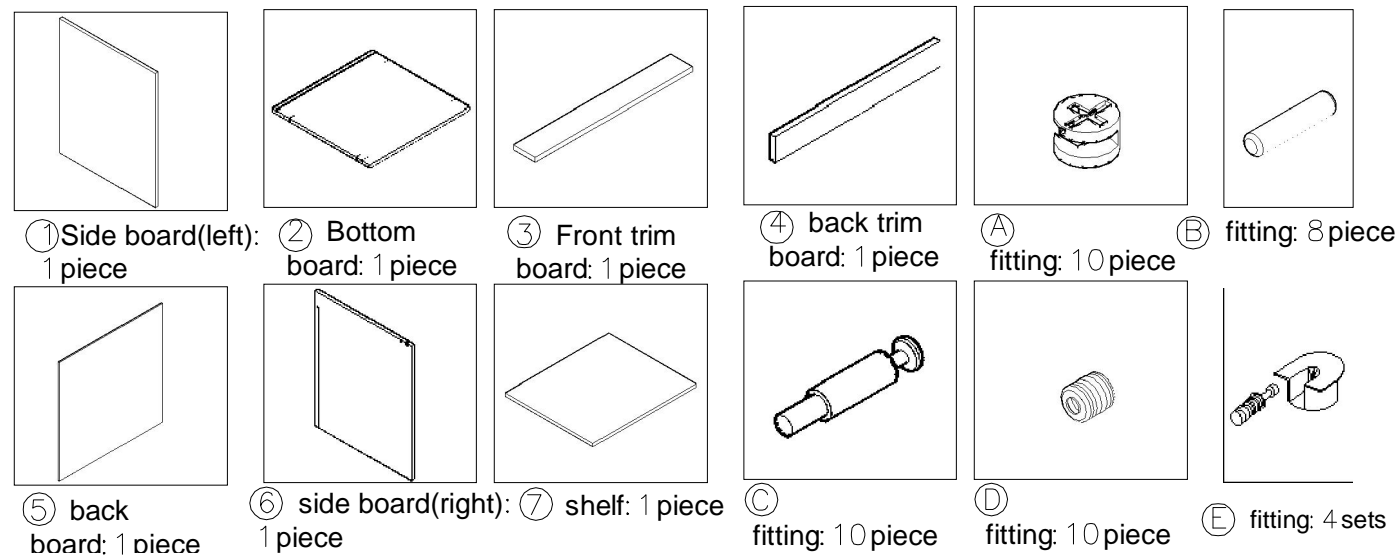 ① Side board(left):
1 piece
② Bottom
board: 1 piece
③ Front trim
board: 1 piece
④ back trim
board: 1 piece
Ⓐ
fitting: 10 piece
Ⓑ fitting: 8 piece
⑤ back
board: 1 piece
⑥ side board(right):
1 piece
⑦ shelf: 1 piece
Ⓒ
fitting: 10 piece
Ⓓ
fitting: 10 piece
Ⓔ fitting: 4 sets